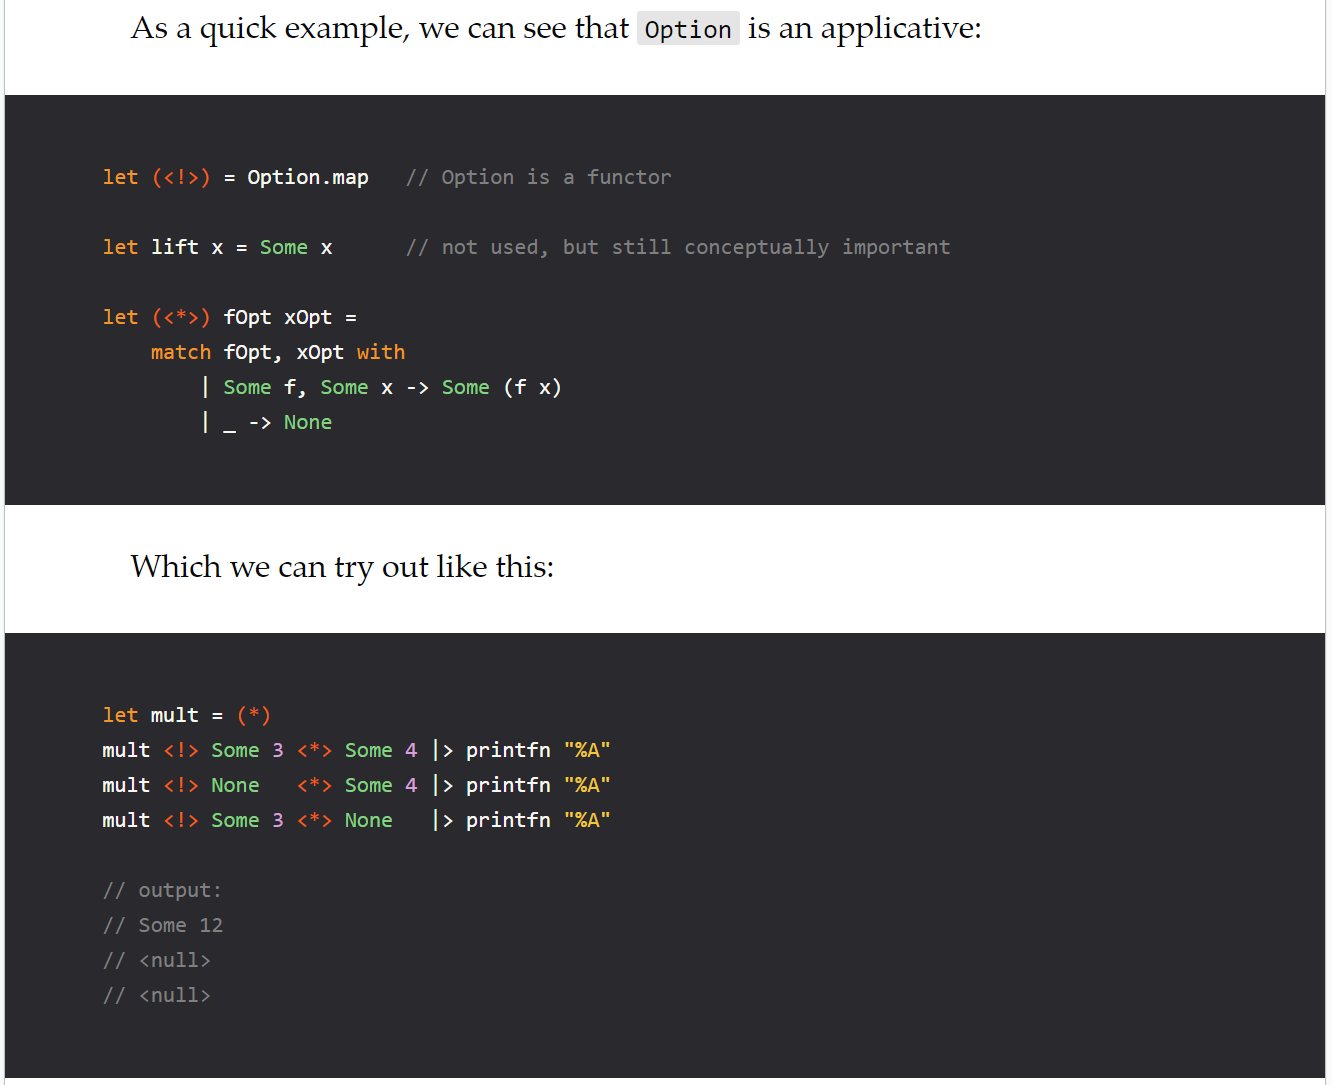 As a quick example, we can see that Option is an applicative:
let (<!>) = Option.map   // Option is a functor
let lift x = Some x      // not used, but still conceptually important
let (<*>) fOpt xOpt =
    match fOpt, xOpt with
        | Some f, Some x -> Some (f x)
        | _ -> None
Which we can try out like this:
let mult = (*)
mult <!> Some 3 <*> Some 4 |> printfn "%A"
mult <!> None   <*> Some 4 |> printfn "%A"
mult <!> Some 3 <*> None   |> printfn "%A"
// output:
// Some 12
// <null>
// <null>